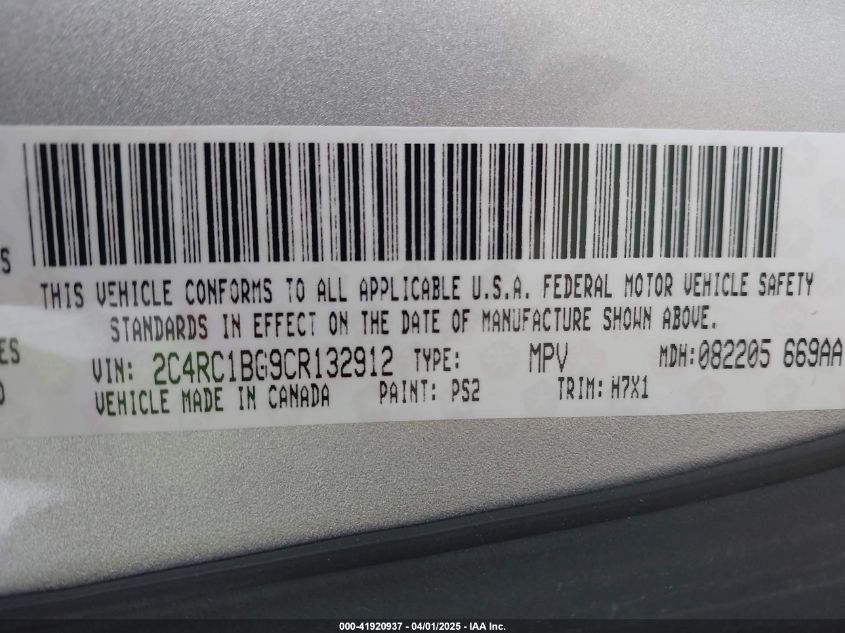 S
THIS VEHICLE CONFORMS TO ALL APPLICABLE U.S.A. FEDERAL MOTOR VEHICLE SAFETY
STANDARDS IN EFFECT ON THE DATE OF MANUFACTURE SHOWN ABOVE.
ES
VIN: 2C4RC1BG9CR132912 TYPE: MPV MDH:082205 669AA
VEHICLE MADE IN CANADA PAINT: PS2 TRIM: H7X1
000-41920937 - 04/01/2025 - IAA Inc.